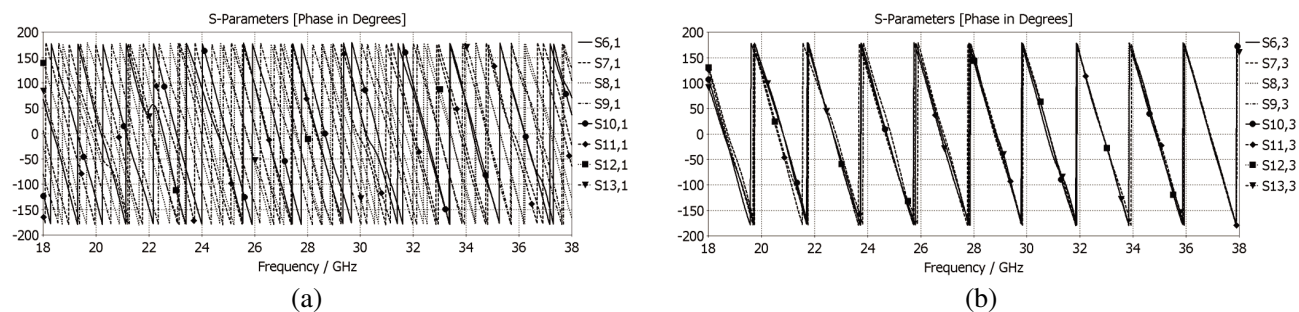 S-Parameters [Phase in Degrees]
200
150
100
50
0
-50
-100
-150
-200
18 20 22 24 26 28 30 32 34 36 38
Frequency / GHz
S6,1
S7,1
S8,1
S9,1
S10,1
S11,1
S12,1
S13,1
(a)
S-Parameters [Phase in Degrees]
200
150
100
50
0
-50
-100
-150
-200
18 20 22 24 26 28 30 32 34 36 38
Frequency / GHz
S6,3
S7,3
S8,3
S9,3
S10,3
S11,3
S12,3
S13,3
(b)